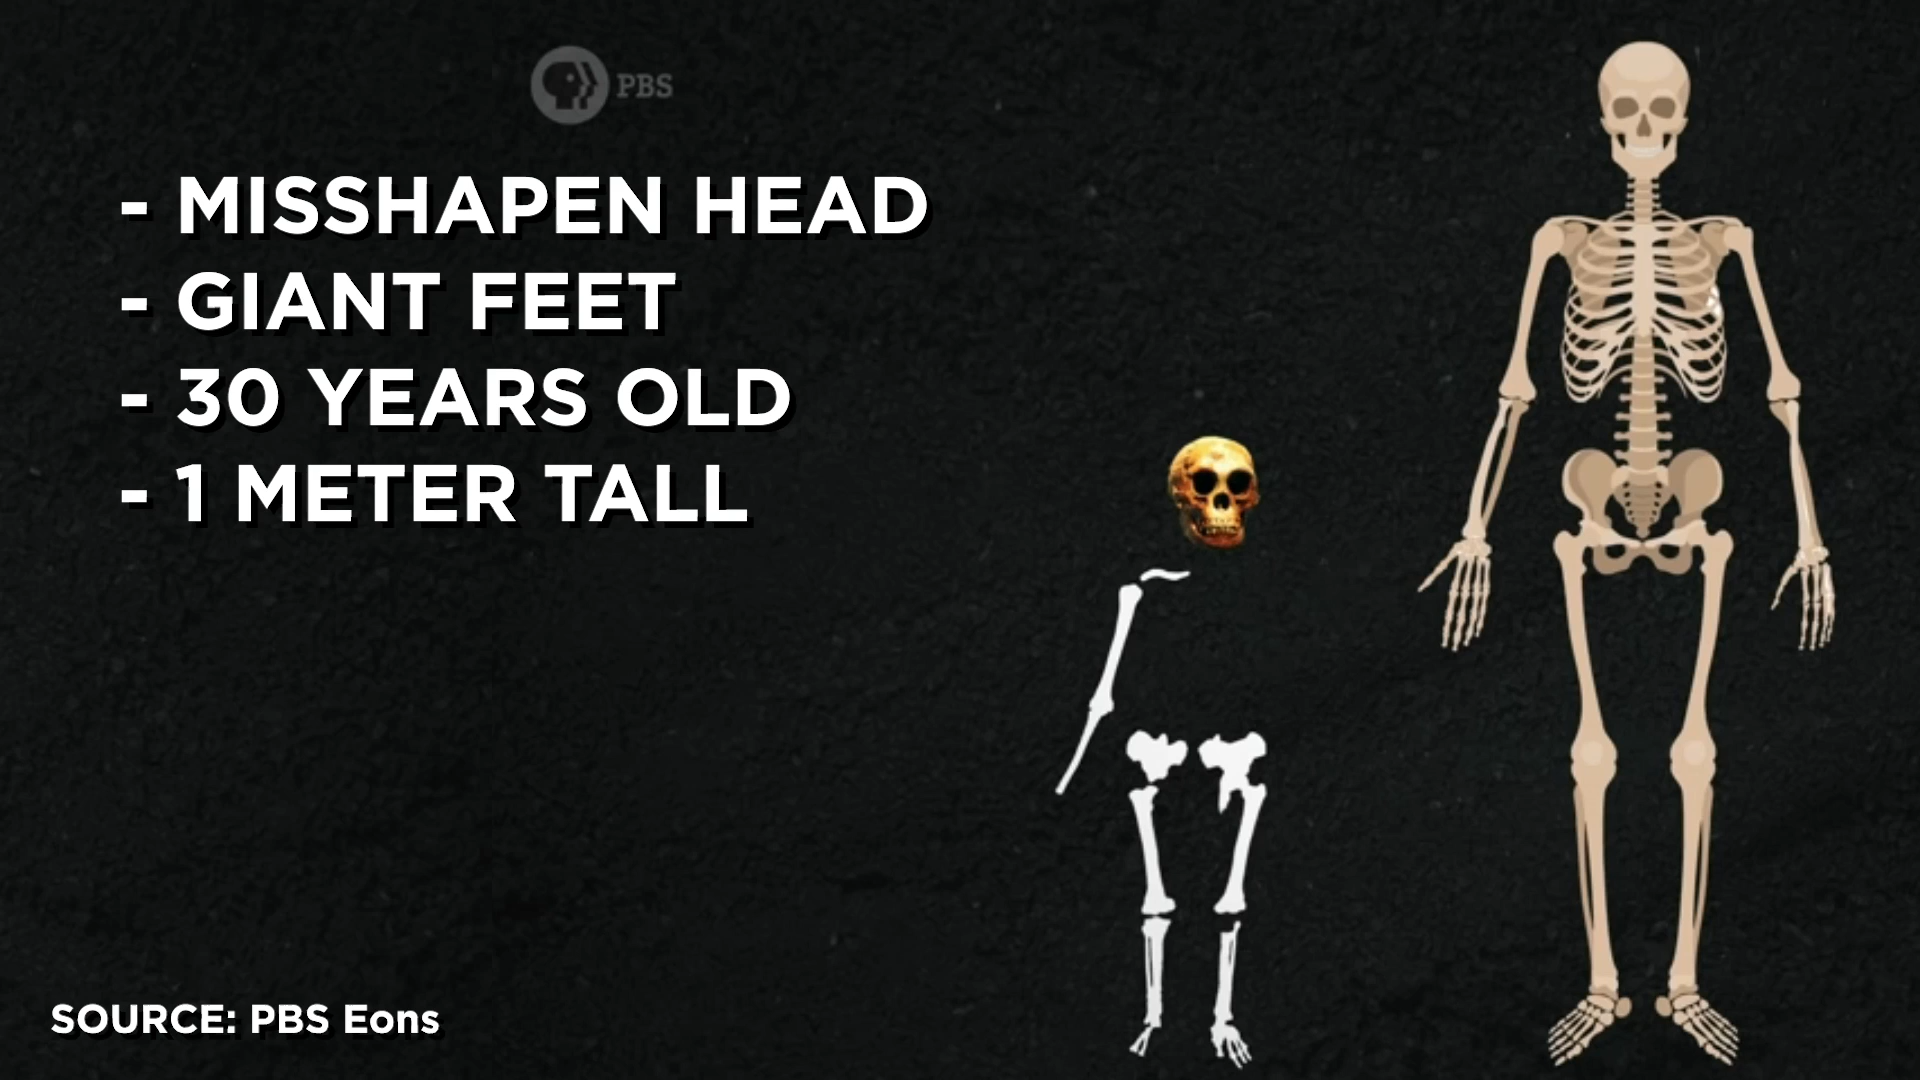 PBS
- MISSHAPEN HEAD
- GIANT FEET
- 30 YEARS OLD
- 1 METER TALL
SOURCE: PBS Eons